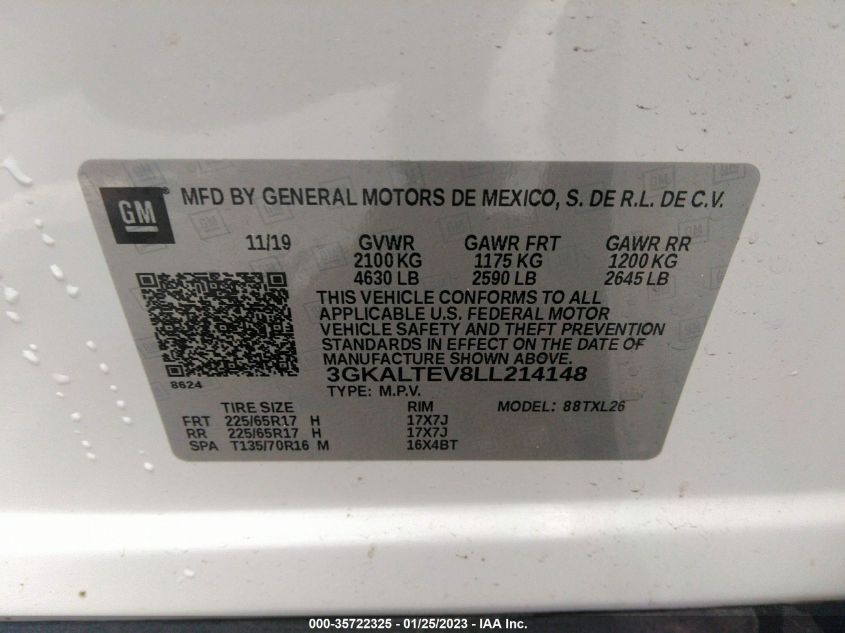 GM ® MFD BY GENERAL MOTORS DE MEXICO, S. DE R.L. DE C.V.
11/19 GVWR GAWR FRT GAWR RR
2100 KG 1175 KG 1200 KG
4630 LB 2590 LB 2645 LB
THIS VEHICLE CONFORMS TO ALL
APPLICABLE U.S. FEDERAL MOTOR
VEHICLE SAFETY AND THEFT PREVENTION
STANDARDS IN EFFECT ON THE DATE OF
MANUFACTURE SHOWN ABOVE.
8624 3GKALTEV8LL214148
TYPE: M.P.V.
TIRE SIZE RIM MODEL: 88TXL26
FRT 225/65R17 H 17X7J
RR 225/65R17 H 17X7J
SPA T135/70R16 M 16X4BT
000-35722325 - 01/25/2023 - IAA Inc.